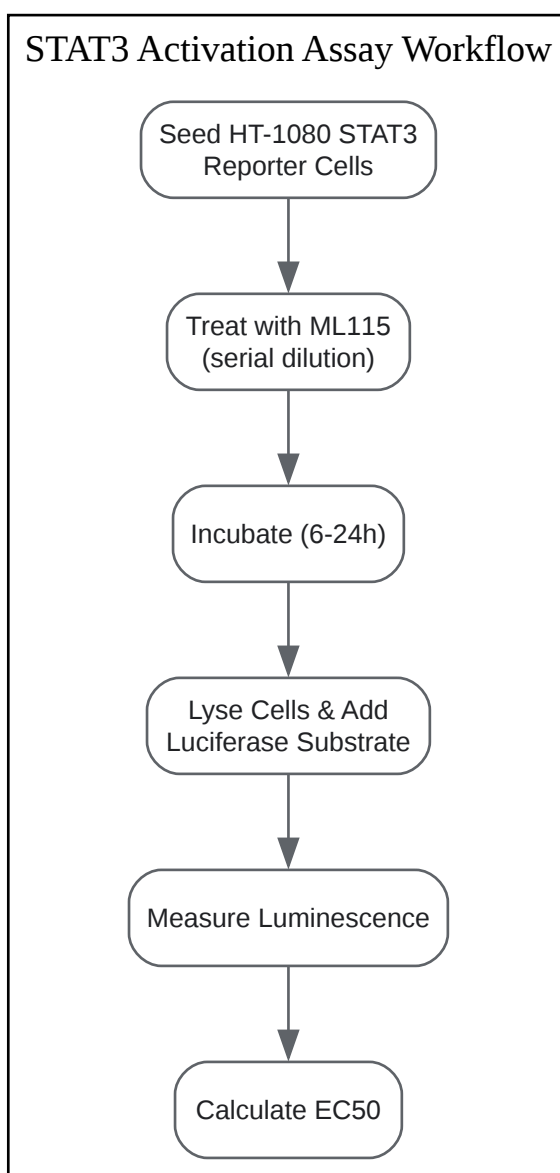 STAT3 Activation Assay Workflow
Seed HT-1080 STAT3
Reporter Cells
Treat with ML115
(serial dilution)
Incubate (6-24h)
Lyse Cells & Add
Luciferase Substrate
Measure Luminescence
Calculate EC50